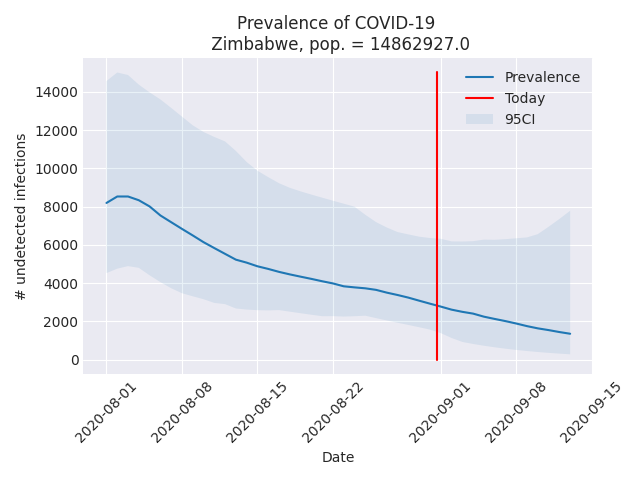 Prevalence of COVID-19
Zimbabwe, pop. = 14862927.0
Prevalence
Today
95CI
# undetected infections
14000
12000
10000
8000
6000
4000
2000
0
2020-08-01
2020-08-08
2020-08-15
2020-08-22
2020-09-01
2020-09-08
2020-09-15
Date